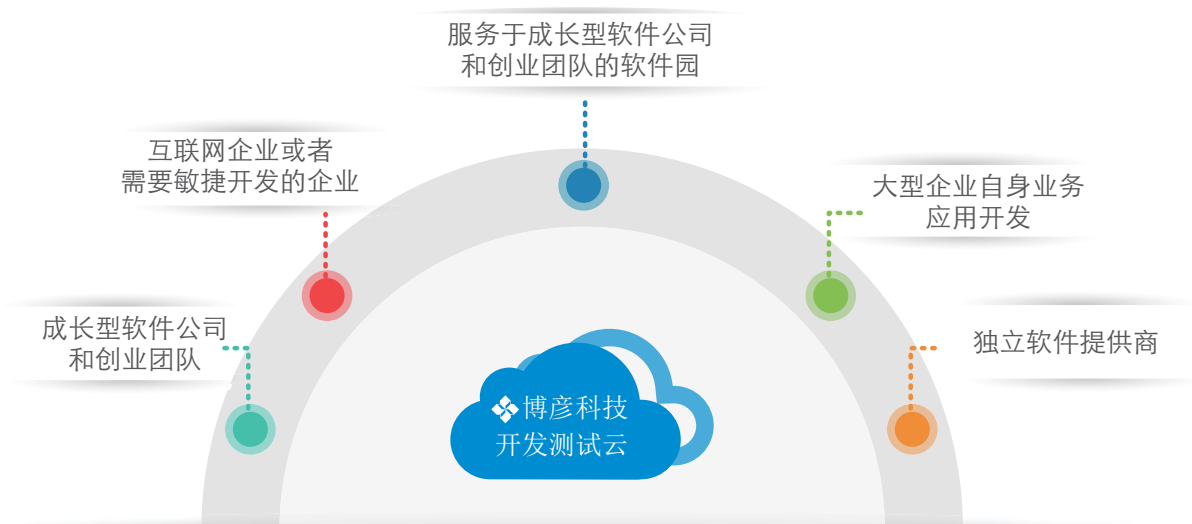 服务于成长型软件公司
和创业团队的软件园
互联网企业或者
需要敏捷开发的企业
大型企业自身业务
应用开发
成长型软件公司
和创业团队
独立软件提供商
博彦科技
开发测试云